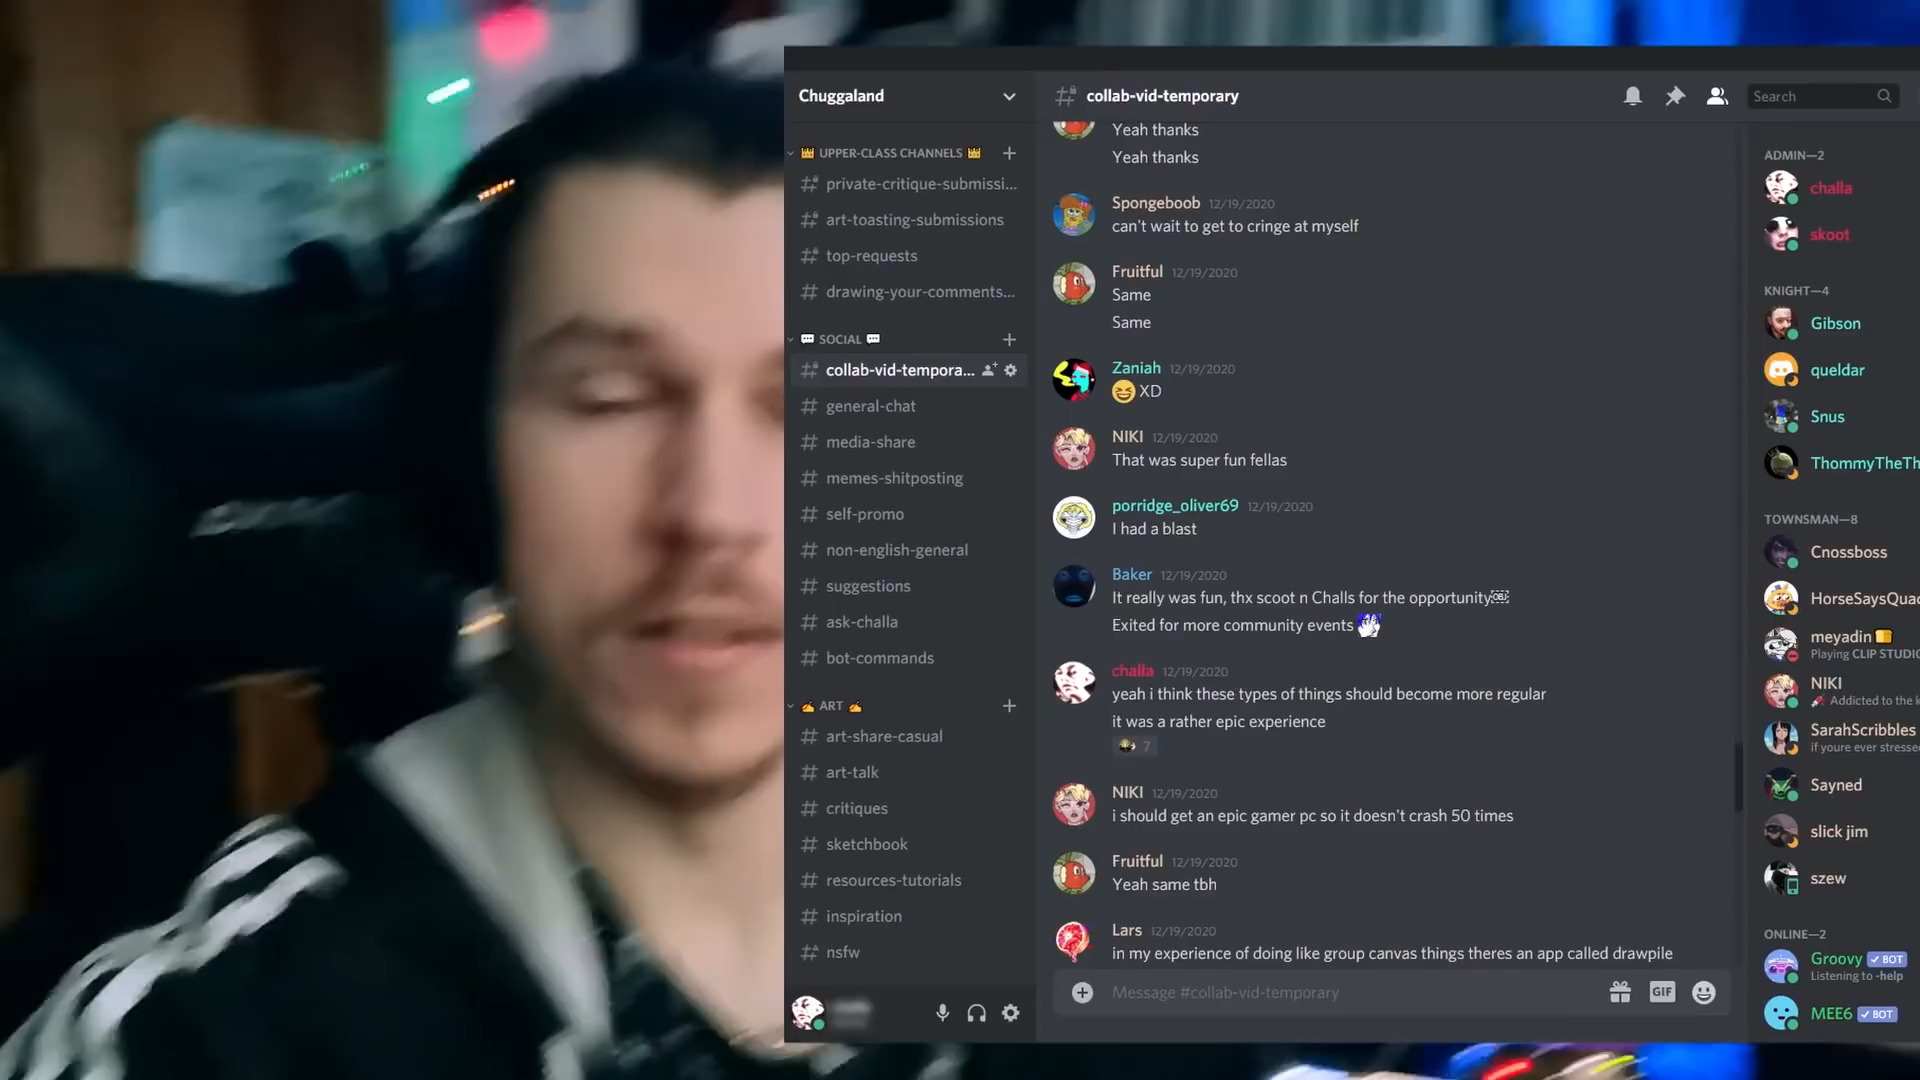 Chuggaland
UPPER-CLASS CHANNELS
private-critique-submissi...
art-toasting-submissions
top-requests
drawing-your-comments...
SOCIAL
collab-vid-tempora...
general-chat
media-share
memes-shitposting
self-promo
non-english-general
suggestions
ask-challa
bot-commands
ART
art-share-casual
art-talk
critiques
sketchbook
resources-tutorials
inspiration
nsfw
collab-vid-temporary
Search
Yeah thanks
Yeah thanks
Spongeboob 12/19/2020
can't wait to get to cringe at myself
Fruitful 12/19/2020
Same
Same
Zaniah 12/19/2020
XD
NIKI 12/19/2020
That was super fun fellas
porridge_oliver69 12/19/2020
I had a blast
Baker 12/19/2020
It really was fun, thx scoot n Challs for the opportunity
Exited for more community events
challa 12/19/2020
yeah i think these types of things should become more regular
it was a rather epic experience
7
NIKI 12/19/2020
i should get an epic gamer pc so it doesn't crash 50 times
Fruitful 12/19/2020
Yeah same tbh
Lars 12/19/2020
in my experience of doing like group canvas things theres an app called drawpile
Message #collab-vid-temporary
GIF
ADMIN—2
challa
skoot
KNIGHT—4
Gibson
queldar
Snus
ThommyTheTh
TOWNSMAN—8
Cnossboss
HorseSaysQuac
meyadin
Playing CLIP STUDIO
NIKI
Addicted to the k
SarahScribbles
if youre ever stresse
Sayned
slick jim
szew
ONLINE—2
Groovy BOT
Listening to -help
MEE6 BOT